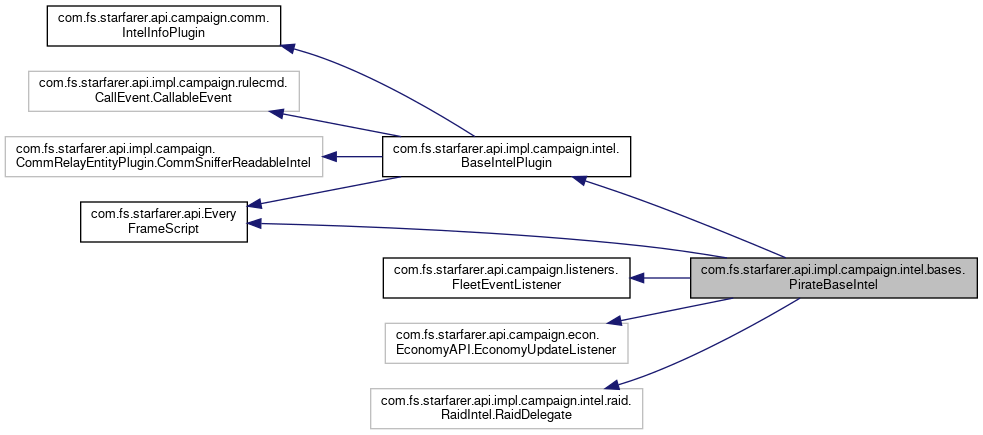 com.fs.starfarer.api.campaign.comm.
IntelInfoPlugin
com.fs.starfarer.api.impl.campaign.rulecmd.
CallEvent.CallableEvent
com.fs.starfarer.api.impl.campaign.
CommRelayEntityPlugin.CommSnifferReadableIntel
com.fs.starfarer.api.impl.campaign.intel.
BaseIntelPlugin
com.fs.starfarer.api.Every
FrameScript
com.fs.starfarer.api.campaign.listeners.
FleetEventListener
com.fs.starfarer.api.impl.campaign.intel.bases.
PirateBaseIntel
com.fs.starfarer.api.campaign.econ.
EconomyAPI.EconomyUpdateListener
com.fs.starfarer.api.impl.campaign.intel.raid.
RaidIntel.RaidDelegate